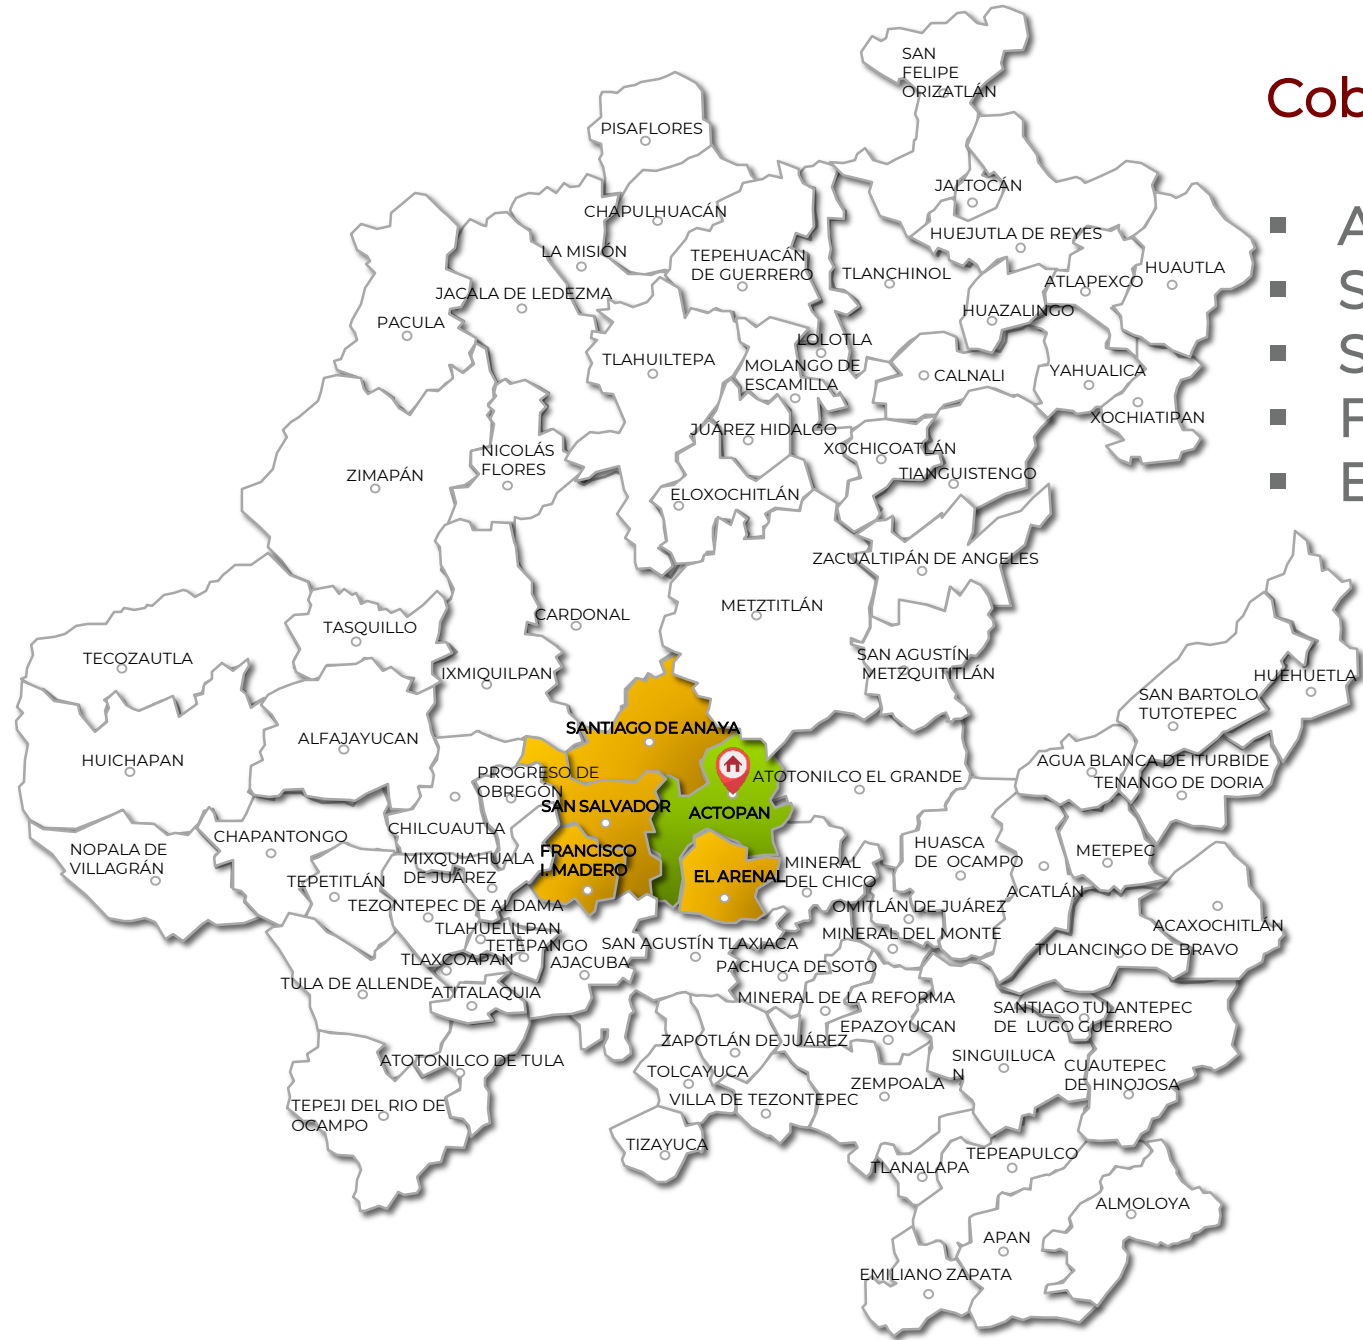 SAN
FELIPE
ORIZATLÁN
Cob
PISAFLORES
A
JALTOCÁN
CHAPULHUACÁN
HUEJUTLA DE REYES
LA MISIÓN
TEPEHUACÁN
DE GUERRERO
TLANCHINOL
HUAUTLA
ATLAPEXCO
S
JACALA DE LEDEZMA
HUAZALINGO
PACULA
LOLOTLA
S
TLAHUILTEPA
MOLANGO DE
ESCAMILLA
CALNALI
YAHUALICA
F
XOCHIATIPAN
JUÁREZ HIDALGO
XOCHICOATLÁN
NICOLÁS
FLORES
ZIMAPÁN
TIANGUISTENGO
E
ELOXOCHITLÁN
ZACUALTIPÁN DE ANGELES
METZTITLÁN
CARDONAL
TASQUILLO
TECOZAUTLA
SAN AGUSTÍN
METZQUITITLÁN
IXMIQUILPAN
HUEHUETLA
SAN BARTOLO
TUTOTEPEC
SANTIAGO DE ANAYA
ALFAJAYUCAN
HUICHAPAN
AGUA BLANCA DE ITURBIDE
PROGRESO DE
OBREGÓN
ATOTONILCO EL GRANDE
TENANGO DE DORIA
SAN SALVADOR
ACTOPAN
CHILCUAUTLA
CHAPANTONGO
NOPALA DE
VILLAGRÁN
HUASCA
DE OCAMPO
METEPEC
FRANCISCO
I. MADERO
MIXQUIAHUALA
DE JUÁREZ
MINERAL
DEL CHICO
EL ARENAL
TEPETITLÁN
ACATLÁN
TEZONTEPEC DE ALDAMA
OMITLÁN DE JUÁREZ
ACAXOCHITLÁN
TLAHUELILPAN
MINERAL DEL MONTE
TETEPANGO
SAN AGUSTÍN TLAXIACA
TULANCINGO DE BRAVO
TLAXCOAPAN
AJACUBA
PACHUCA DE SOTO
TULA DE ALLENDE
ATITALAQUIA
MINERAL DE LA REFORMA
SANTIAGO TULANTEPEC
DE LUGO GUERRERO
EPAZOYUCAN
ZAPOTLÁN DE JUÁREZ
ATOTONILCO DE TULA
SINGUILUCA
N
CUAUTEPEC
DE HINOJOSA
TOLCAYUCA
ZEMPOALA
VILLA DE TEZONTEPEC
TEPEJI DEL RIO DE
OCAMPO
TIZAYUCA
TEPEAPULCO
TLANALAPA
ALMOLOYA
APAN
EMILIANO ZAPATA